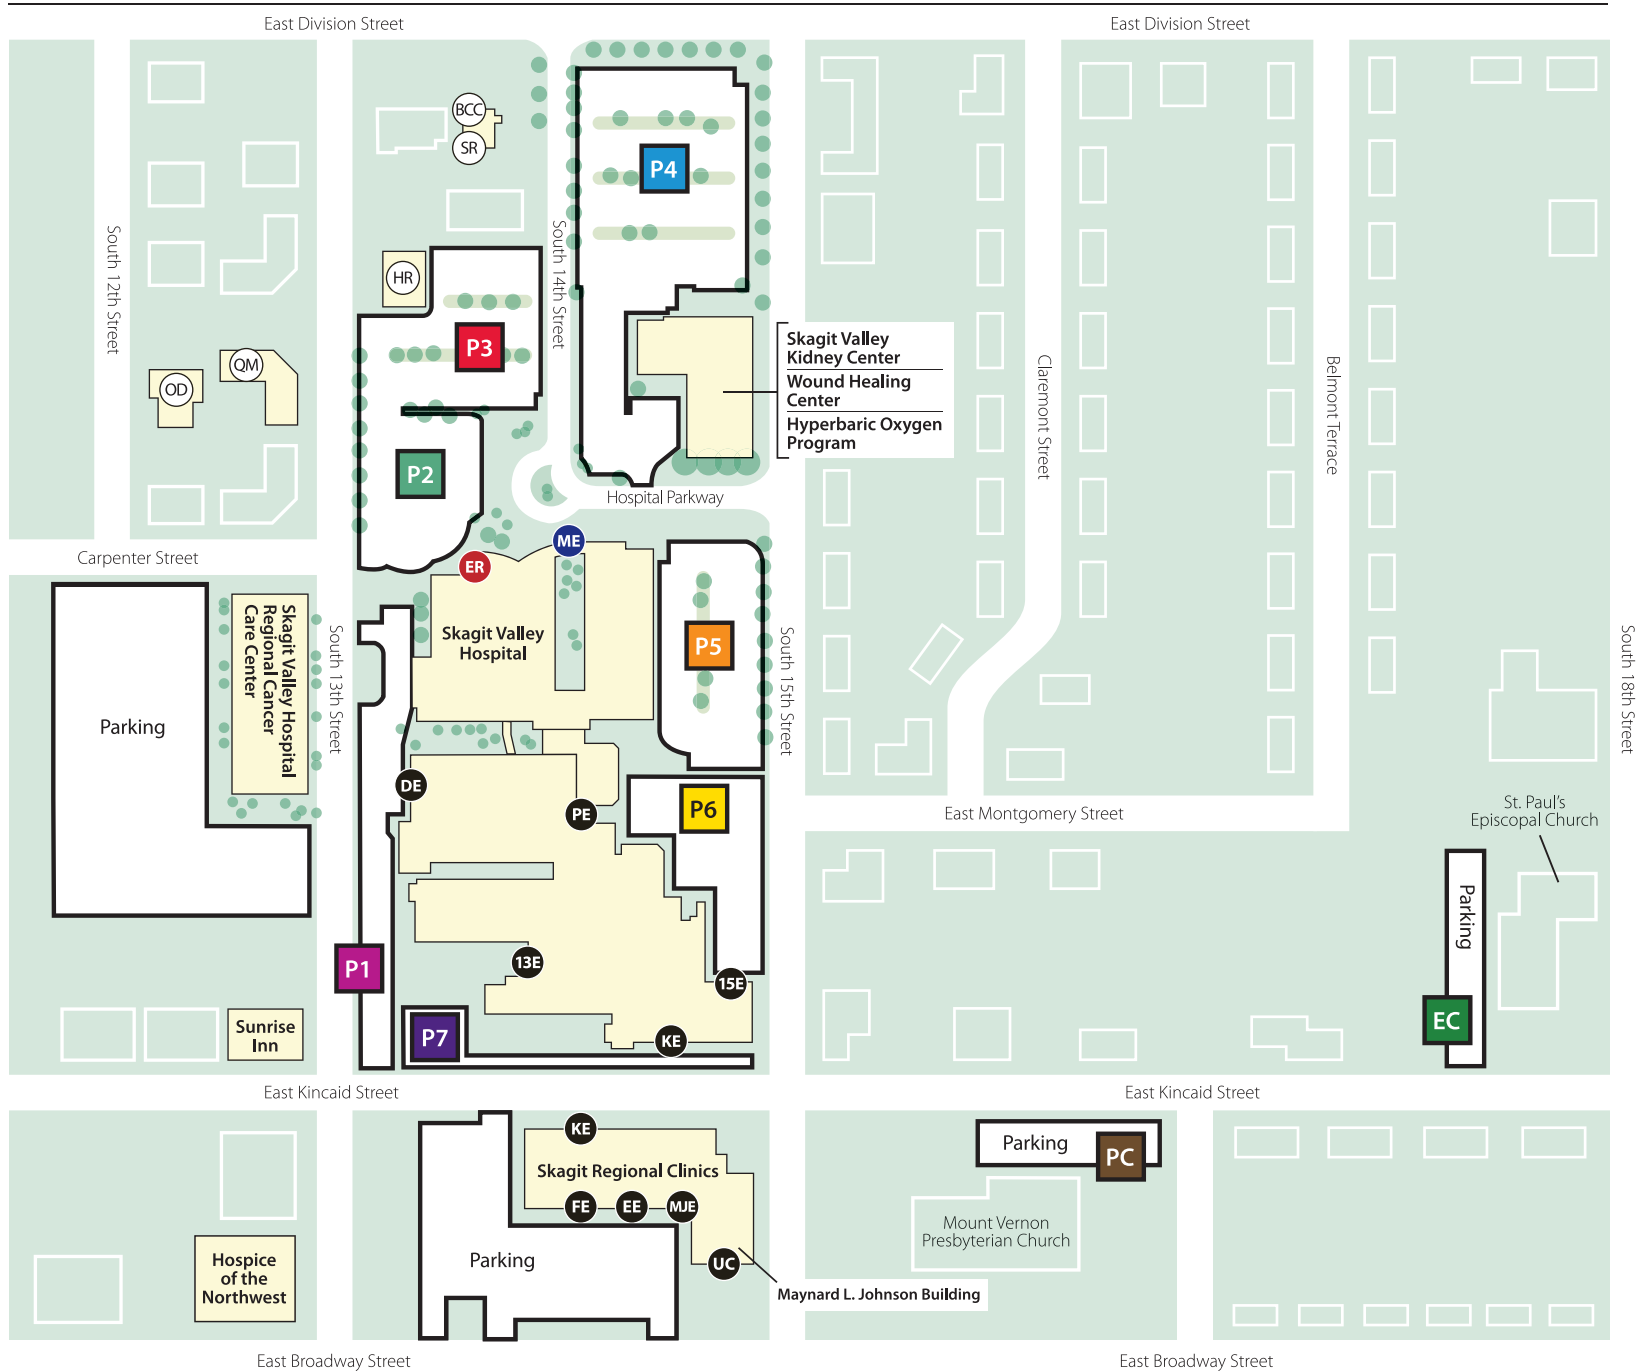 East Division Street
East Division Street
BCC
SR
P4
South 12th Street
South 14th Street
HR
P3
QM
OD
Skagit Valley
Kidney Center
Wound Healing
Center
Hyperbaric Oxygen
Program
Claremont Street
Belmont Terrace
P2
Hospital Parkway
ME
ER
Carpenter Street
Skagit Valley Hospital
Regional Cancer
Care Center
South 13th Street
Skagit Valley
Hospital
P5
South 15th Street
South 18th Street
Parking
DE
PE
P6
East Montgomery Street
St. Paul's
Episcopal Church
Parking
13E
15E
P1
EC
Sunrise
Inn
P7
KE
East Kincaid Street
East Kincaid Street
KE
Skagit Regional Clinics
FE
EE
MJE
Parking
PC
Mount Vernon
Presbyterian Church
Parking
UC
Hospice
of the
Northwest
Maynard L. Johnson Building
East Broadway Street
East Broadway Street